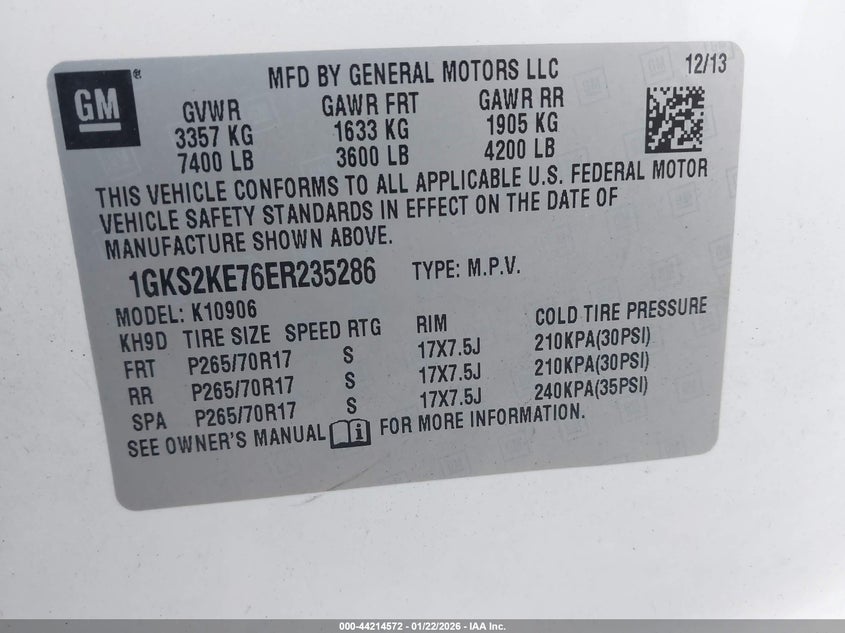 GM
®
MFD BY GENERAL MOTORS LLC 12/13
GVWR GAWR FRT GAWR RR
3357 KG 1633 KG 1905 KG
7400 LB 3600 LB 4200 LB
THIS VEHICLE CONFORMS TO ALL APPLICABLE U.S. FEDERAL MOTOR
VEHICLE SAFETY STANDARDS IN EFFECT ON THE DATE OF
MANUFACTURE SHOWN ABOVE.
1GKS2KE76ER235286 TYPE: M.P.V.
MODEL: K10906
KH9D TIRE SIZE SPEED RTG RIM COLD TIRE PRESSURE
FRT P265/70R17 S 17X7.5J 210KPA(30PSI)
RR P265/70R17 S 17X7.5J 210KPA(30PSI)
SPA P265/70R17 S 17X7.5J 240KPA(35PSI)
SEE OWNER'S MANUAL i FOR MORE INFORMATION.
000-44214572 — 01/22/2026 — IAA Inc.